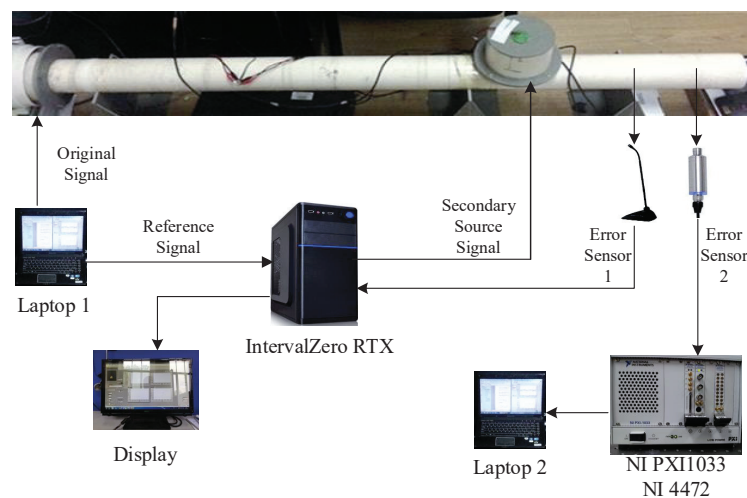 Original
Signal
Reference
Signal
Secondary
Source
Signal
Error
Sensor
1
Error
Sensor
2
Laptop 1
IntervalZero RTX
Display
Laptop 2
NI PXI1033
NI 4472